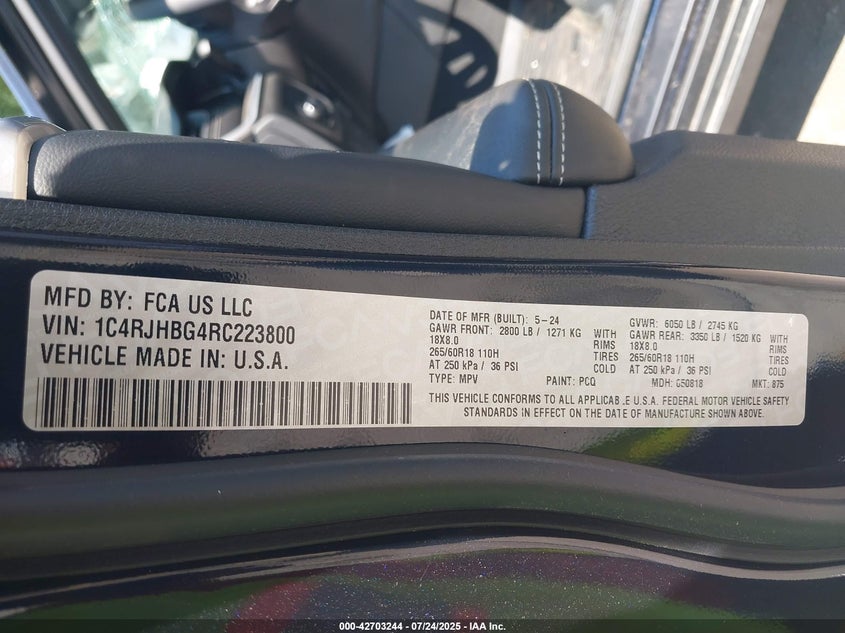 MFD BY: FCA US LLC
VIN: 1C4RJHBG4RC223800
VEHICLE MADE IN: U.S.A.
DATE OF MFR (BUILT): 5-24
GAWR FRONT: 2800 LB / 1271 KG WITH
18X8.0 RIMS
265/60R18 110H TIRES
AT 250 kPa / 36 PSI COLD
TYPE: MPV PAINT: PCQ
GVWR: 6050 LB / 2745 KG
GAWR REAR: 3350 LB / 1520 KG WITH
18X8.0 RIMS
265/60R18 110H TIRES
AT 250 kPa / 36 PSI COLD
MDH: 050818 MKT: 875
THIS VEHICLE CONFORMS TO ALL APPLICAB .E U.S.A. FEDERAL MOTOR VEHICLE SAFETY
STANDARDS IN EFFECT ON THE DATE OF MANUFACTURE SHOWN ABOVE.
000-42703244 - 07/24/2025 - IAA Inc.